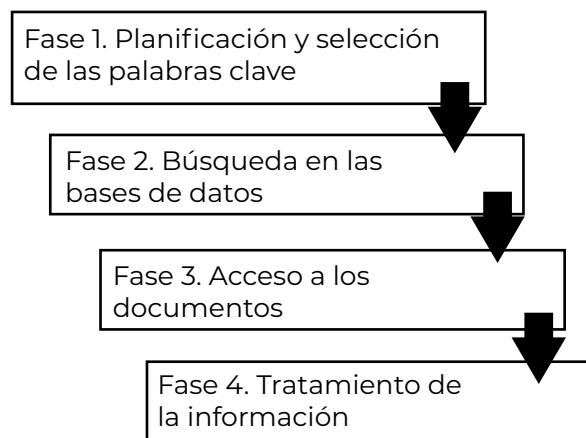 Fase 1. Planificación y selección
de las palabras clave
Fase 2. Búsqueda en las
bases de datos
Fase 3. Acceso a los
documentos
Fase 4. Tratamiento de
la información